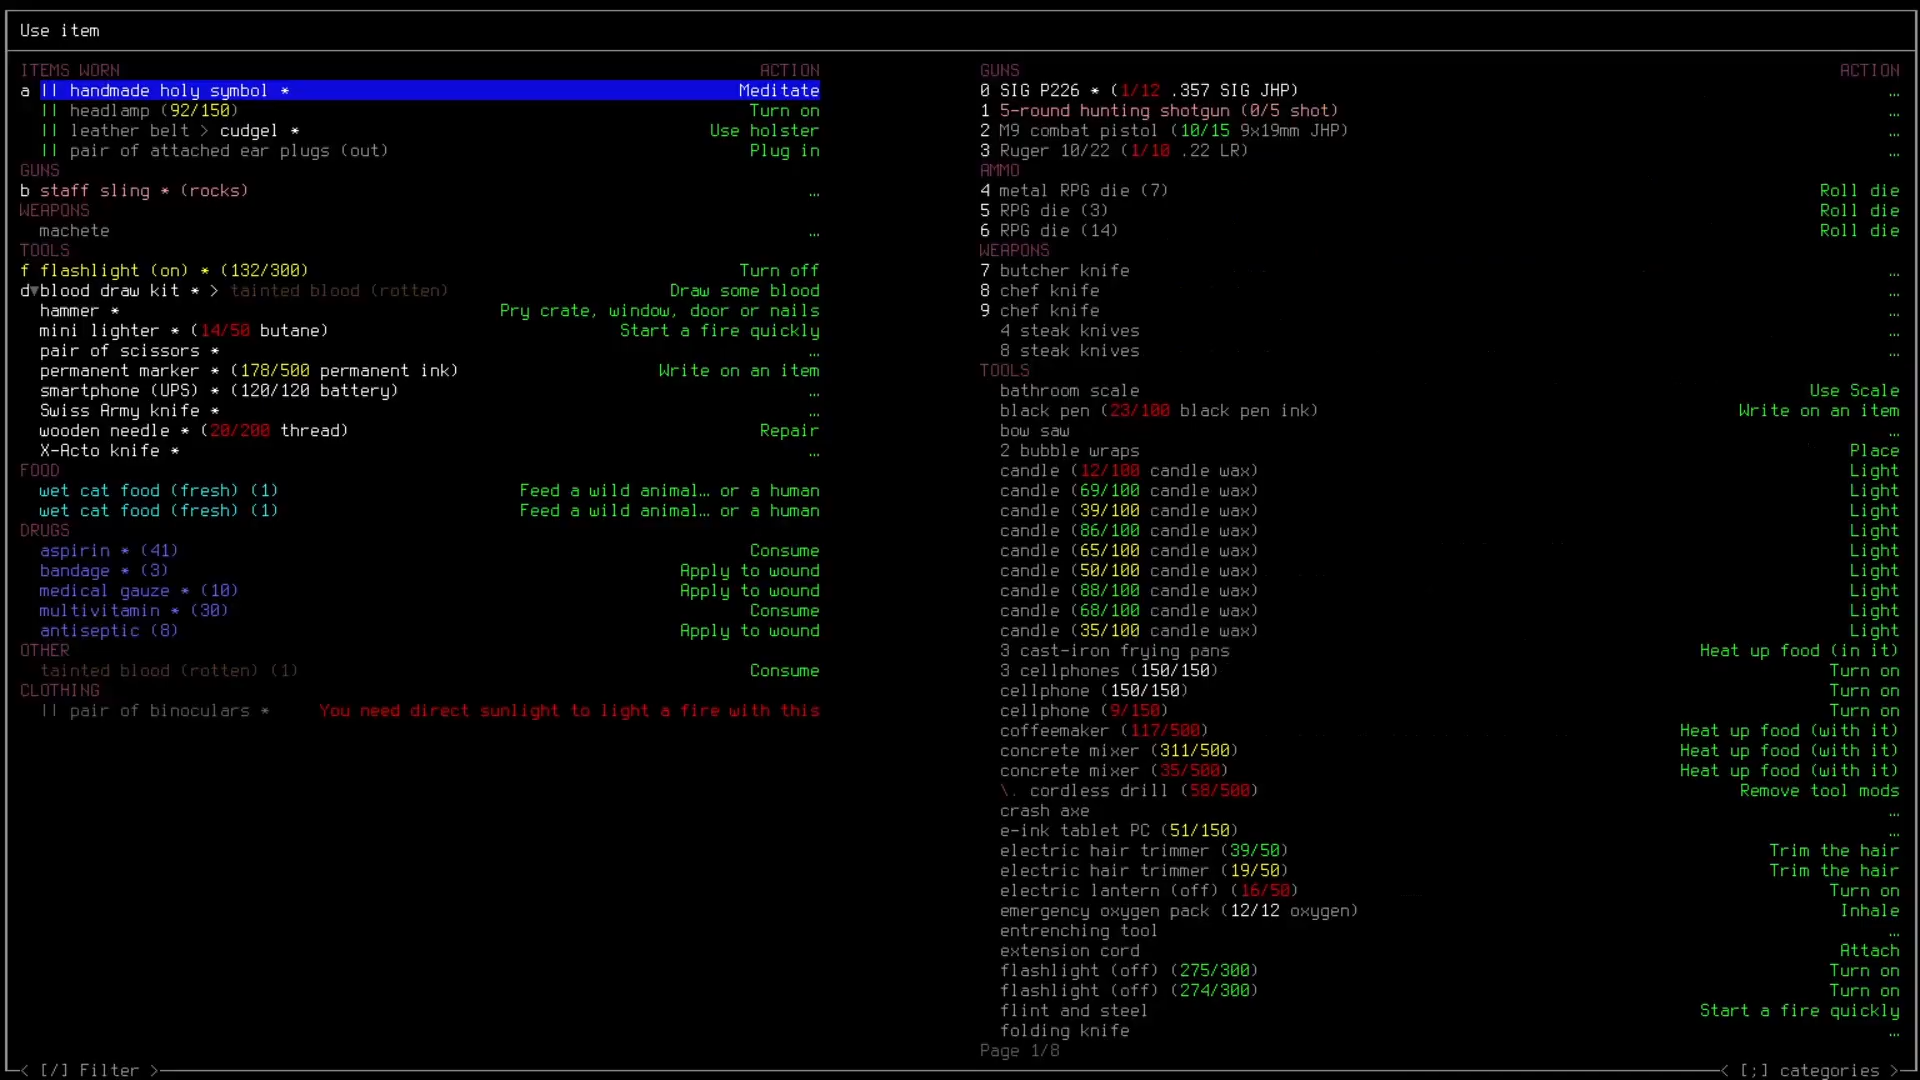 Use item
ITEMS WORN ACTION
a || handmade holy symbol * Meditate
|| headlamp (92/150) Turn on
|| leather belt > cudgel * Use holster
|| pair of attached ear plugs (out) Plug in
GUNS
b staff sling * (rocks) …
WEAPONS
machete …
TOOLS
f flashlight (on) * (132/300) Turn off
d▼blood draw kit * > tainted blood (rotten) Draw some blood
hammer * Pry crate, window, door or nails
mini lighter * (14/50 butane) Start a fire quickly
pair of scissors * …
permanent marker * (178/500 permanent ink) Write on an item
smartphone (UPS) * (120/120 battery) …
Swiss Army knife * …
wooden needle * (20/200 thread) Repair
X-Acto knife * …
FOOD
wet cat food (fresh) (1) Feed a wild animal… or a human
wet cat food (fresh) (1) Feed a wild animal… or a human
DRUGS
aspirin * (41) Consume
bandage * (3) Apply to wound
medical gauze * (10) Apply to wound
multivitamin * (30) Consume
antiseptic (8) Apply to wound
OTHER
tainted blood (rotten) (1) Consume
CLOTHING
|| pair of binoculars * You need direct sunlight to light a fire with this
GUNS ACTION
0 SIG P226 * (1/12 .357 SIG JHP) …
1 5-round hunting shotgun (0/5 shot) …
2 M9 combat pistol (10/15 9x19mm JHP) …
3 Ruger 10/22 (1/10 .22 LR) …
AMMO
4 metal RPG die (7) Roll die
5 RPG die (3) Roll die
6 RPG die (14) Roll die
WEAPONS
7 butcher knife …
8 chef knife …
9 chef knife …
4 steak knives …
8 steak knives …
TOOLS
bathroom scale Use Scale
black pen (23/100 black pen ink) Write on an item
bow saw …
2 bubble wraps Place
candle (12/100 candle wax) Light
candle (69/100 candle wax) Light
candle (39/100 candle wax) Light
candle (86/100 candle wax) Light
candle (65/100 candle wax) Light
candle (50/100 candle wax) Light
candle (88/100 candle wax) Light
candle (68/100 candle wax) Light
candle (35/100 candle wax) Light
3 cast-iron frying pans Heat up food (in it)
3 cellphones (150/150) Turn on
cellphone (150/150) Turn on
cellphone (9/150) Turn on
coffeemaker (117/500) Heat up food (with it)
concrete mixer (311/500) Heat up food (with it)
concrete mixer (35/500) Heat up food (with it)
\. cordless drill (58/500) Remove tool mods
crash axe …
e-ink tablet PC (51/150) …
electric hair trimmer (39/50) Trim the hair
electric hair trimmer (19/50) Trim the hair
electric lantern (off) (16/50) Turn on
emergency oxygen pack (12/12 oxygen) Inhale
entrenching tool …
extension cord Attach
flashlight (off) (275/300) Turn on
flashlight (off) (274/300) Turn on
flint and steel Start a fire quickly
folding knife …
Page 1/8
< [/] Filter >
< [;] categories >